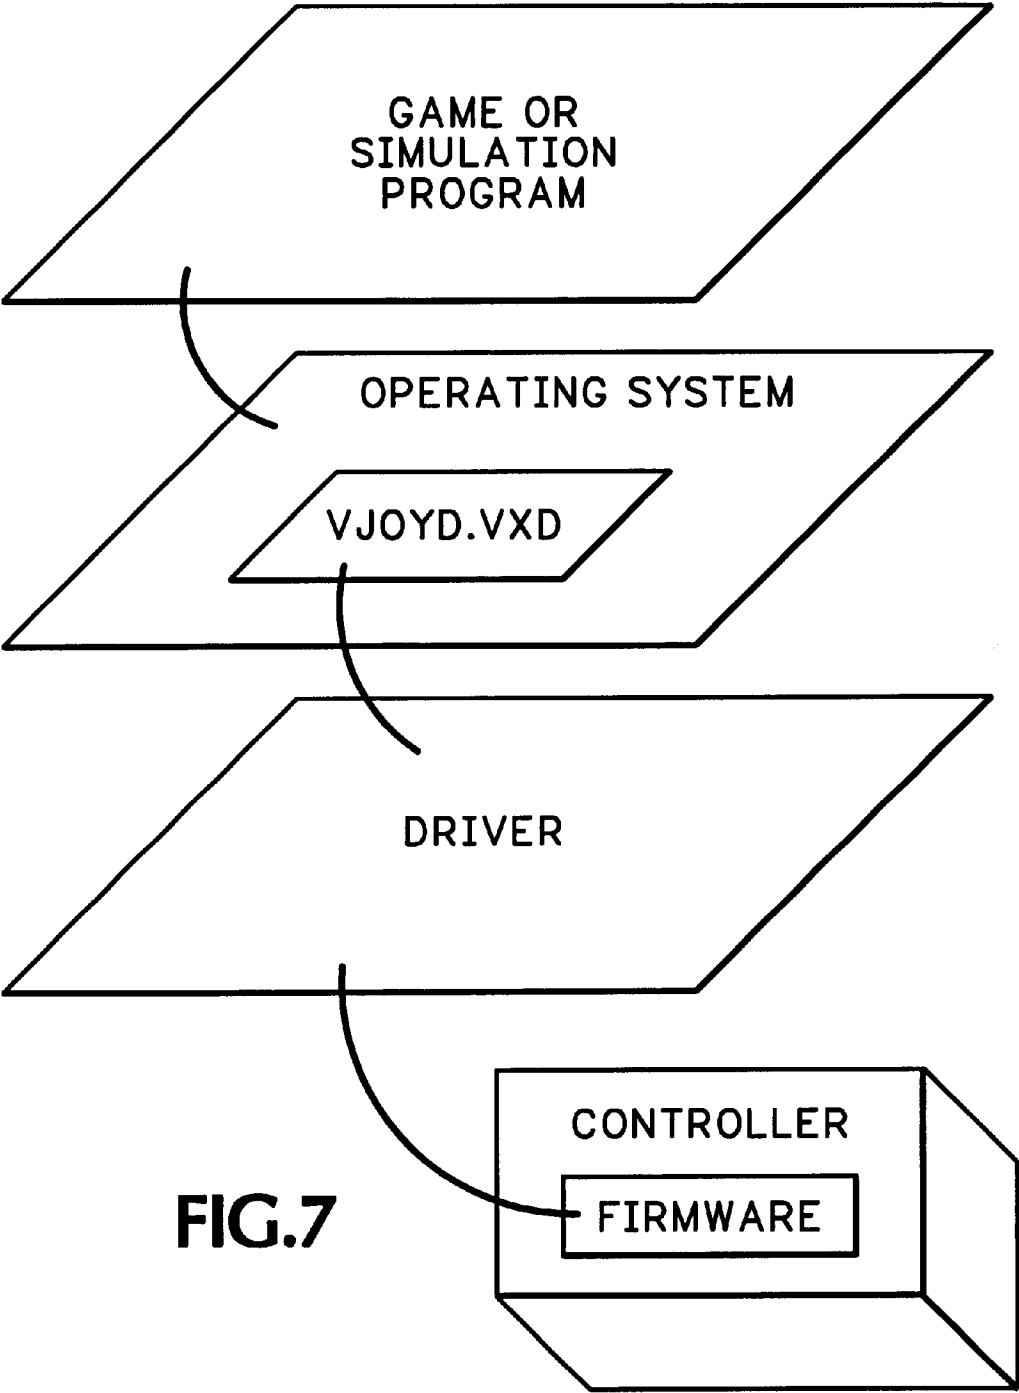 GAME OR
SIMULATION
PROGRAM
OPERATING SYSTEM
VJOYD.VXD
DRIVER
CONTROLLER
FIRMWARE
FIG.7